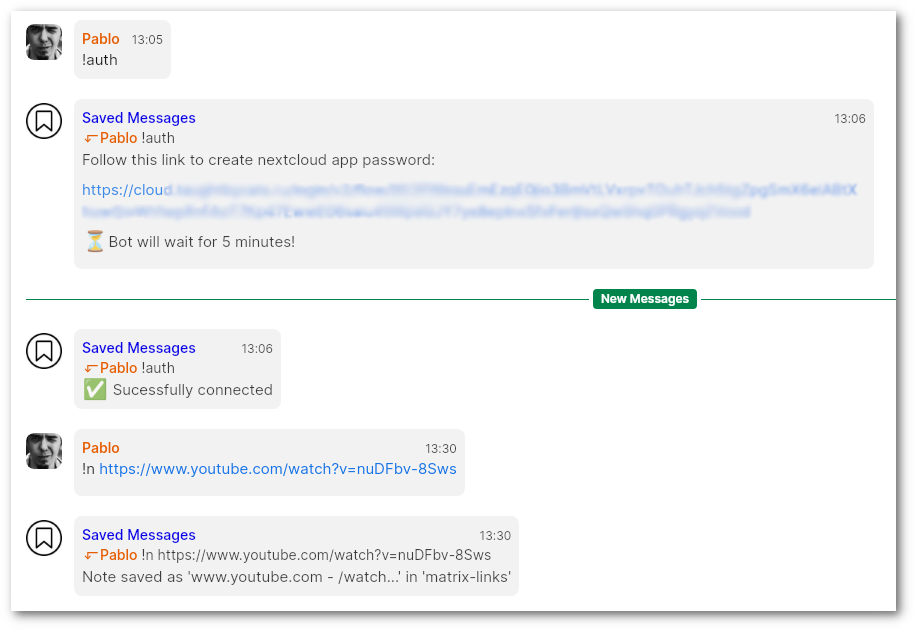 Pablo 13:05
!auth
Saved Messages 13:06
Pablo !auth
Follow this link to create nextcloud app password:
https://cloud
⏳ Bot will wait for 5 minutes!
New Messages
Saved Messages 13:06
Pablo !auth
✅ Sucessfully connected
Pablo 13:30
!n https://www.youtube.com/watch?v=nuDFbv-8Sws
Saved Messages 13:30
Pablo !n https://www.youtube.com/watch?v=nuDFbv-8Sws
Note saved as 'www.youtube.com - /watch...' in 'matrix-links'